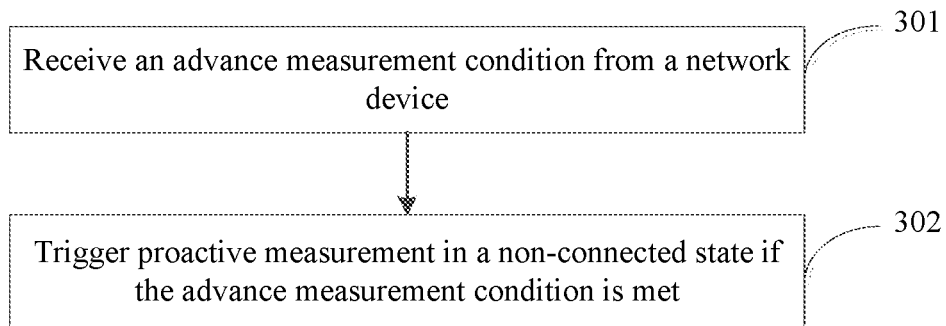 301
Receive an advance measurement condition from a network
device
302
Trigger proactive measurement in a non-connected state if
the advance measurement condition is met